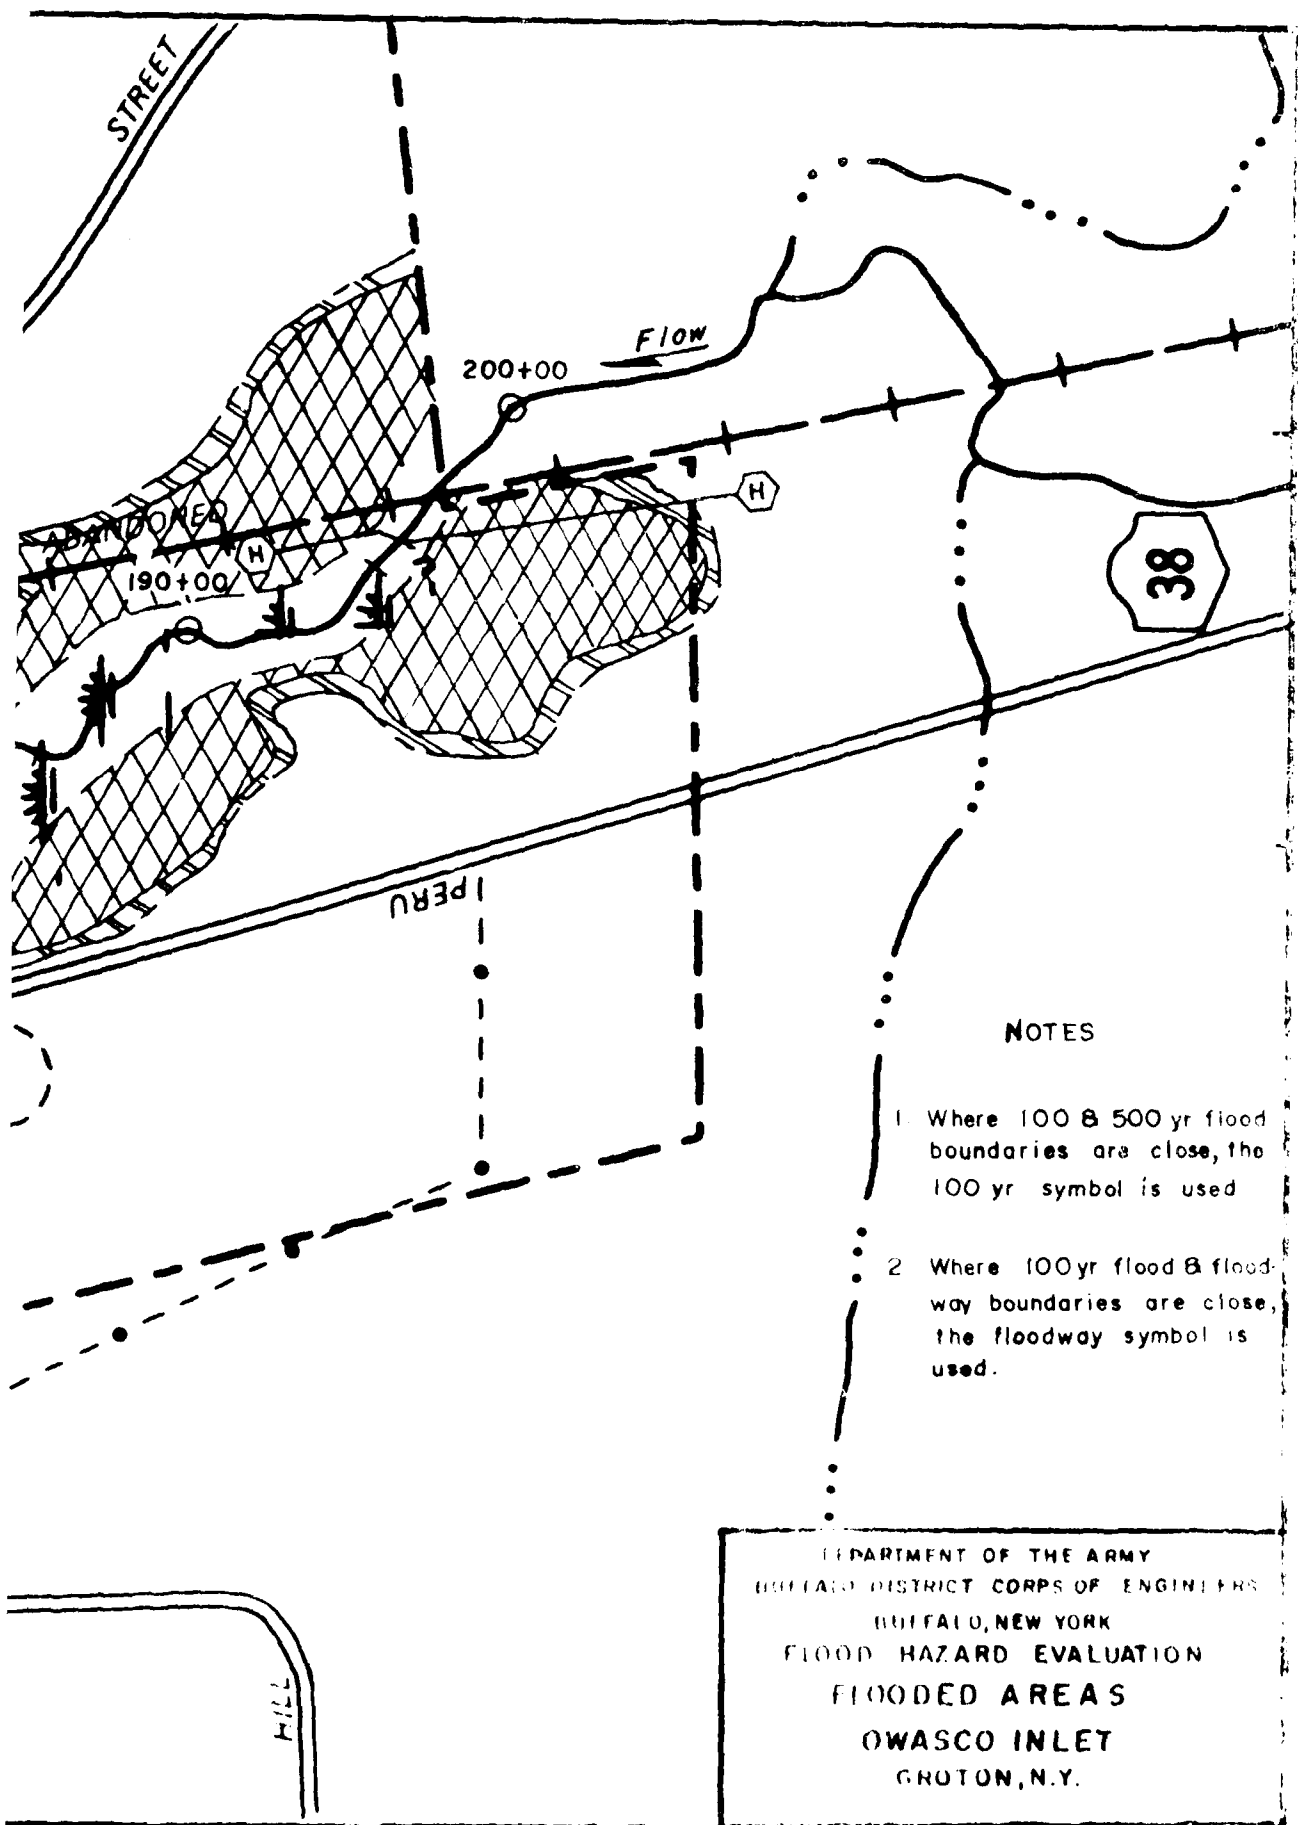 STREET
Flow
200+00
H
ABANDONED
H
190+00
38
PERU
NOTES
1. Where 100 & 500 yr flood
boundaries are close, the
100 yr symbol is used
2 Where 100 yr flood & flood-
way boundaries are close,
the floodway symbol is
used.
DEPARTMENT OF THE ARMY
BUFFALO DISTRICT CORPS OF ENGINEERS
BUFFALO, NEW YORK
FLOOD HAZARD EVALUATION
FLOODED AREAS
OWASCO INLET
GROTON, N.Y.
HILL